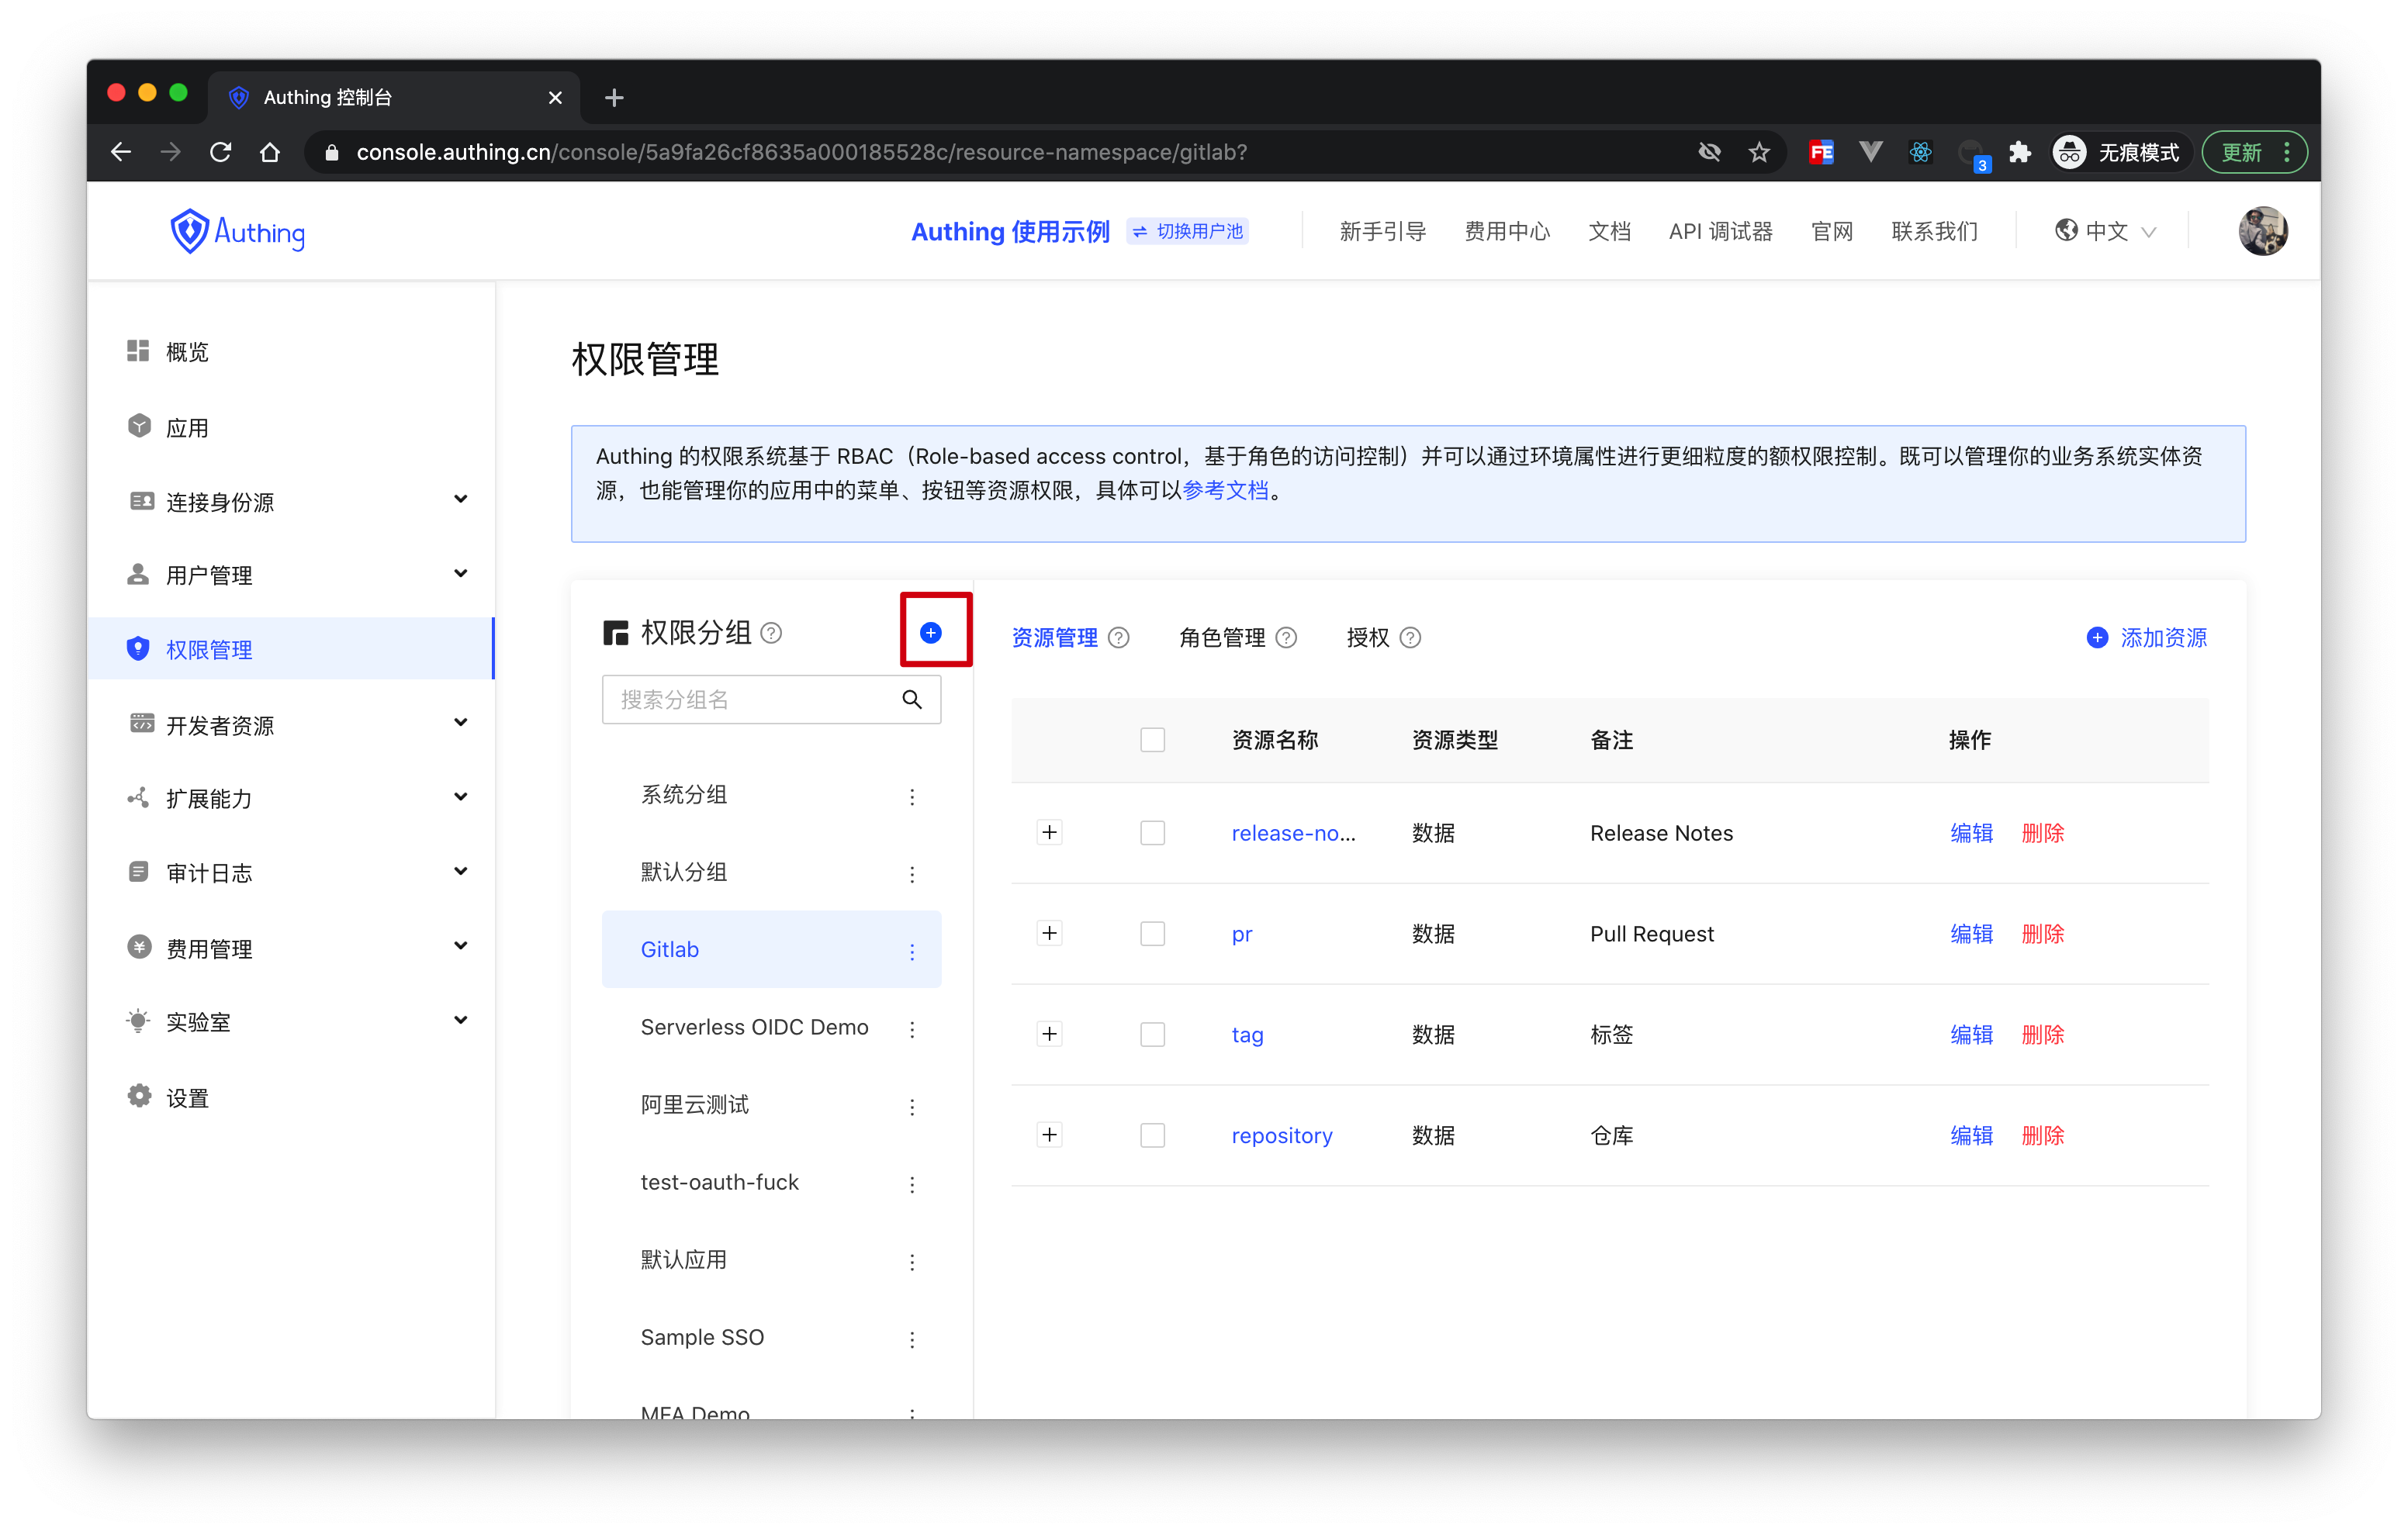 Authing 控制台
console.authing.cn/console/5a9fa26cf8635a000185528c/resource-namespace/gitlab?
FE
3
无痕模式
更新
Authing
Authing 使用示例
切换用户池
新手引导
费用中心
文档
API 调试器
官网
联系我们
中文
概览
应用
连接身份源
用户管理
权限管理
开发者资源
扩展能力
审计日志
费用管理
实验室
设置
权限管理
Authing 的权限系统基于 RBAC（Role-based access control，基于角色的访问控制）并可以通过环境属性进行更细粒度的额权限控制。既可以管理你的业务系统实体资
源，也能管理你的应用中的菜单、按钮等资源权限，具体可以参考文档。
权限分组
搜索分组名
系统分组
默认分组
Gitlab
Serverless OIDC Demo
阿里云测试
test-oauth-fuck
默认应用
Sample SSO
MFA Demo
资源管理
角色管理
授权
添加资源
资源名称 资源类型 备注 操作
release-no... 数据 Release Notes 编辑 删除
pr 数据 Pull Request 编辑 删除
tag 数据 标签 编辑 删除
repository 数据 仓库 编辑 删除